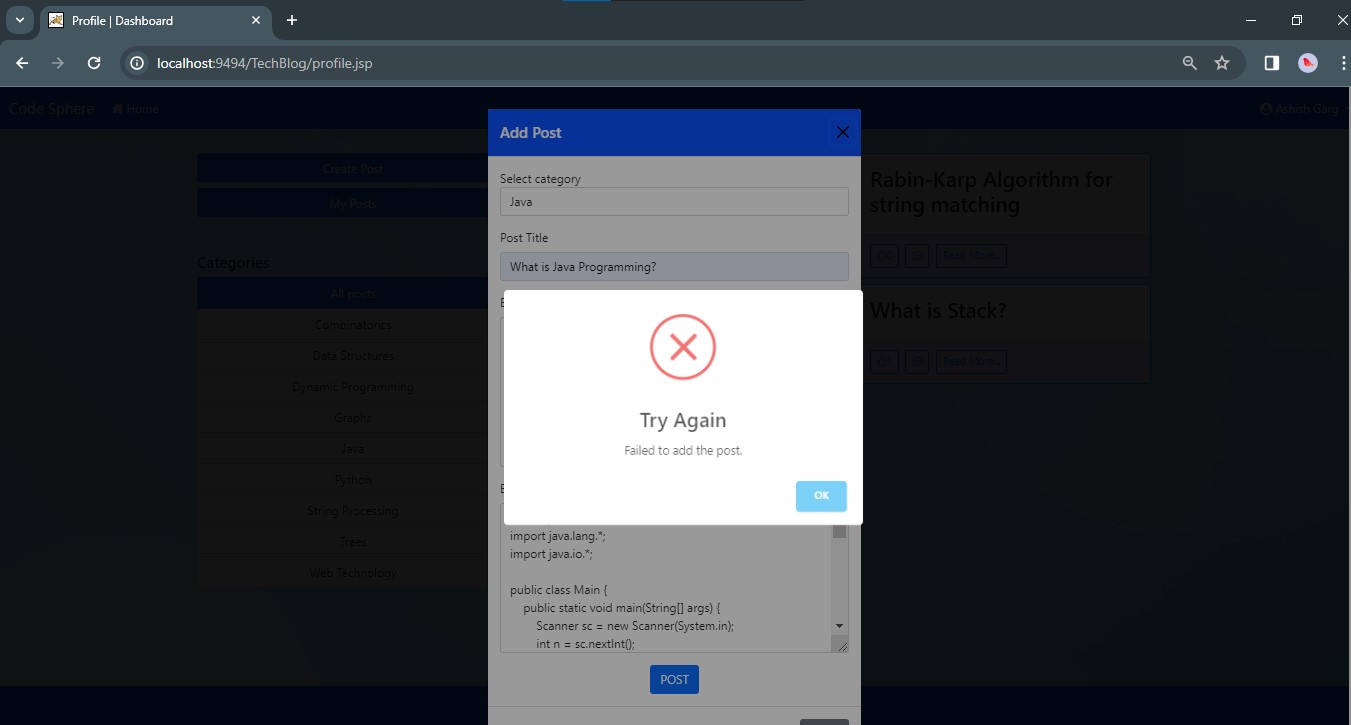 Profile | Dashboard
localhost:9494/TechBlog/profile.jsp
Code Sphere
Home
Ashish Garg
Create Post
My Posts
Categories
All posts
Combinatorics
Data Structures
Dynamic Programming
Graphs
Java
Python
String Processing
Trees
Web Technology
Add Post
Select category
Java
Post Title
What is Java Programming?
Try Again
Failed to add the post.
OK
import java.lang.*;
import java.io.*;
public class Main {
public static void main(String[] args) {
Scanner sc = new Scanner(System.in);
int n = sc.nextInt();
POST
Rabin-Karp Algorithm for
string matching
Read More...
What is Stack?
Read More...